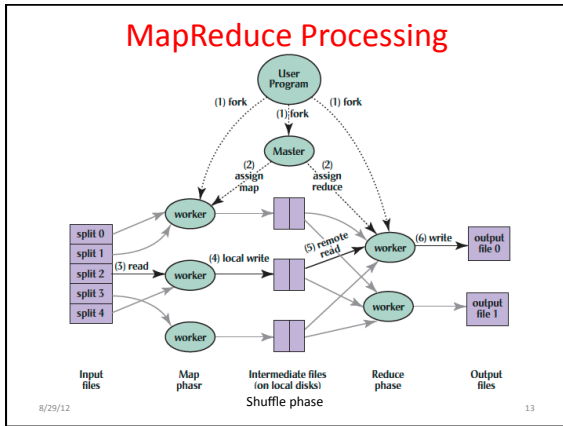 MapReduce Processing
User
Program
(1) fork
(1) fork
(1) fork
Master
(2)
assign
map
(2)
assign
reduce
worker
split 0
split 1
split 2
split 3
split 4
(3) read
worker
(4) local write
(5) remote
read
worker
(6) write
output
file 0
worker
output
file 1
worker
Input
files
Map
phasr
Intermediate files
(on local disks)
Reduce
phase
Output
files
8/29/12
Shuffle phase
13